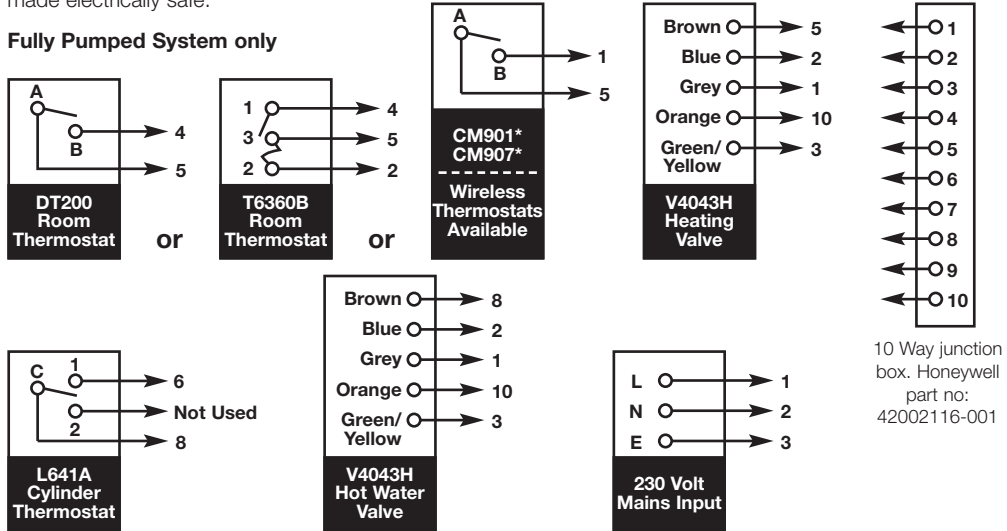 made electrically safe.
Fully Pumped System only
A
B
4
5
DT200
Room
Thermostat
or
1
3
2
4
5
2
T6360B
Room
Thermostat
or
A
B
1
5
CM901*
CM907*
Wireless
Thermostats
Available
Brown 5
Blue 2
Grey 1
Orange 10
Green/
Yellow 3
V4043H
Heating
Valve
1
2
3
4
5
6
7
8
9
10
10 Way junction
box. Honeywell
part no:
42002116-001
C
1
2
6
Not Used
8
L641A
Cylinder
Thermostat
Brown 8
Blue 2
Grey 1
Orange 10
Green/
Yellow 3
V4043H
Hot Water
Valve
L 1
N 2
E 3
230 Volt
Mains Input